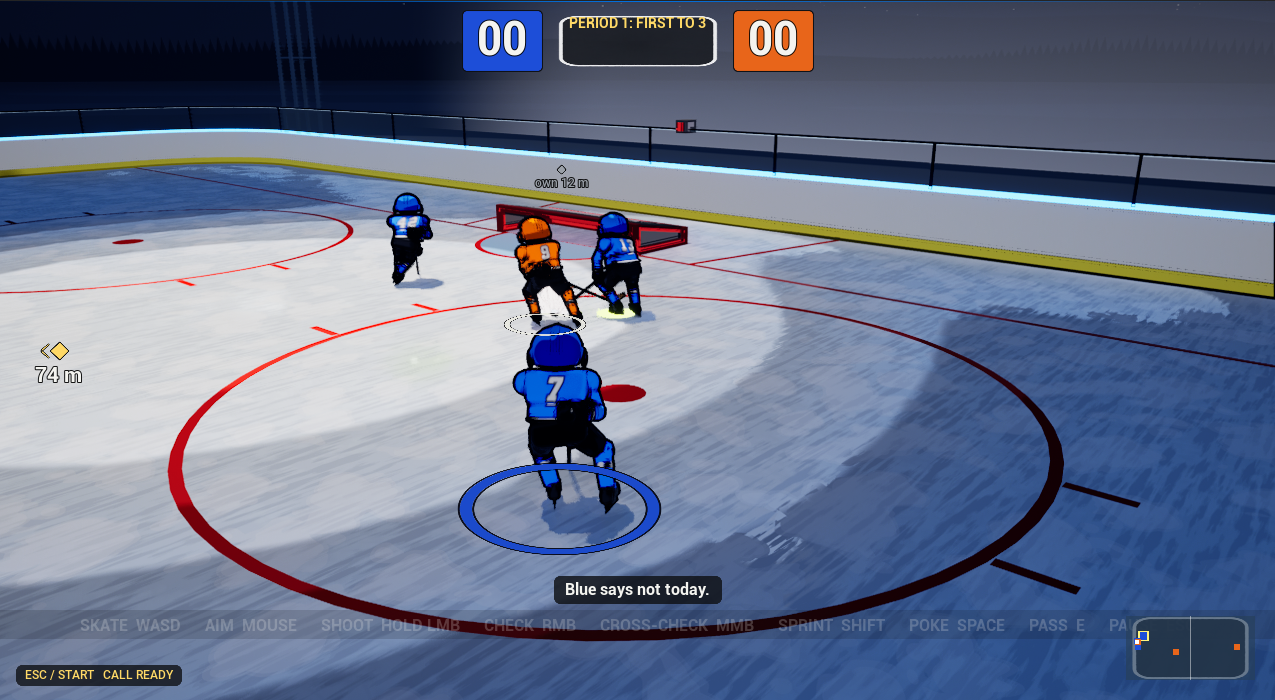 00
PERIOD 1: FIRST TO 3
00
own 12 m
9
7
74 m
Blue says not today.
SKATE WASD AIM MOUSE SHOOT HOLD LMB CHECK RMB CROSS-CHECK MMB SPRINT SHIFT POKE SPACE PASS E PA
ESC / START CALL READY